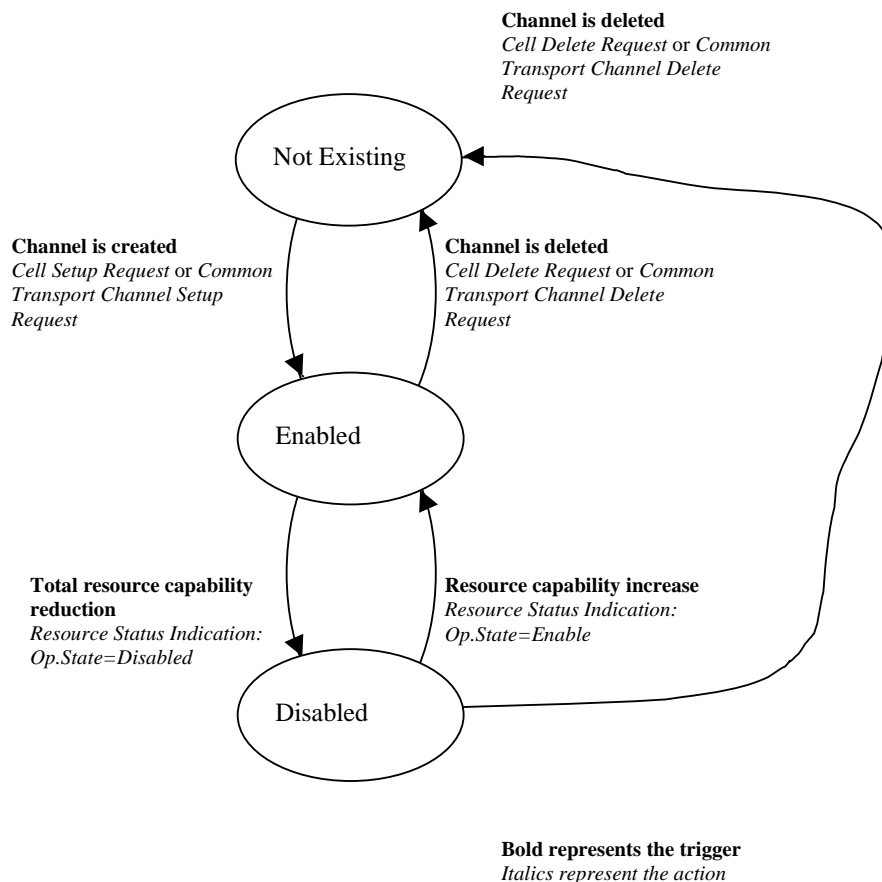 Channel is deleted
Cell Delete Request or Common
Transport Channel Delete
Request
Not Existing
Channel is created
Cell Setup Request or Common
Transport Channel Setup
Request
Channel is deleted
Cell Delete Request or Common
Transport Channel Delete
Request
Enabled
Total resource capability
reduction
Resource Status Indication:
Op.State=Disabled
Resource capability increase
Resource Status Indication:
Op.State=Enable
Disabled
Bold represents the trigger
Italics represent the action